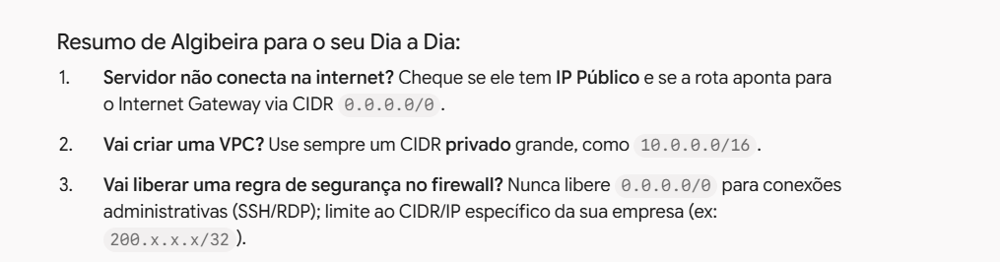 Resumo de Algibeira para o seu Dia a Dia:
1. Servidor não conecta na internet? Cheque se ele tem IP Público e se a rota aponta para
o Internet Gateway via CIDR 0.0.0.0/0.
2. Vai criar uma VPC? Use sempre um CIDR privado grande, como 10.0.0.0/16.
3. Vai liberar uma regra de segurança no firewall? Nunca libere 0.0.0.0/0 para conexões
administrativas (SSH/RDP); limite ao CIDR/IP específico da sua empresa (ex:
200.x.x.x/32).